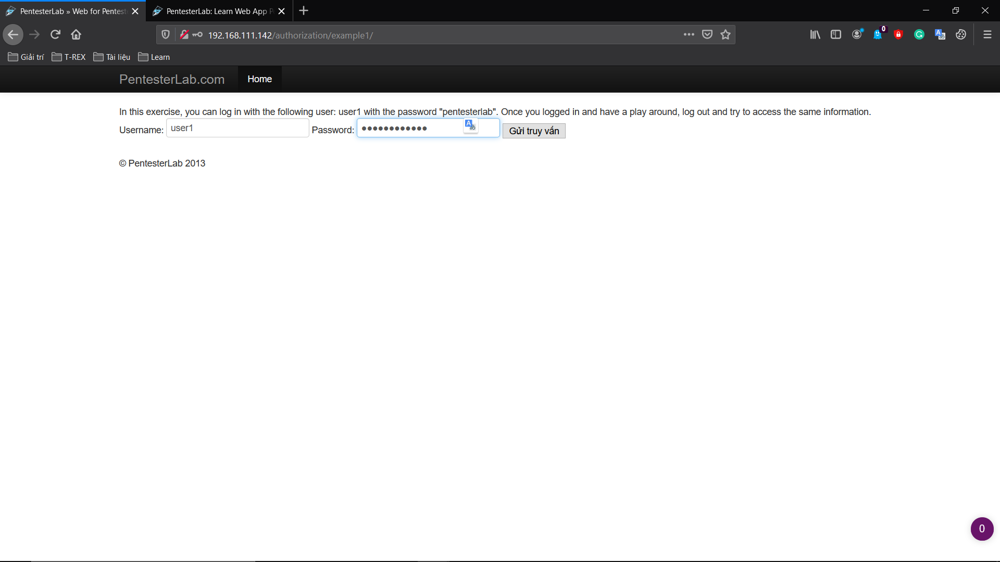 PentesterLab » Web for Pentest
PentesterLab: Learn Web App P
192.168.111.142/authorization/example1/
0
Giải trí
T-REX
Tài liệu
Learn
PentesterLab.com
Home
In this exercise, you can log in with the following user: user1 with the password "pentesterlab". Once you logged in and have a play around, log out and try to access the same information.
Username: user1 Password: ●●●●●●●●●●●● Gửi truy vấn
© PentesterLab 2013
0